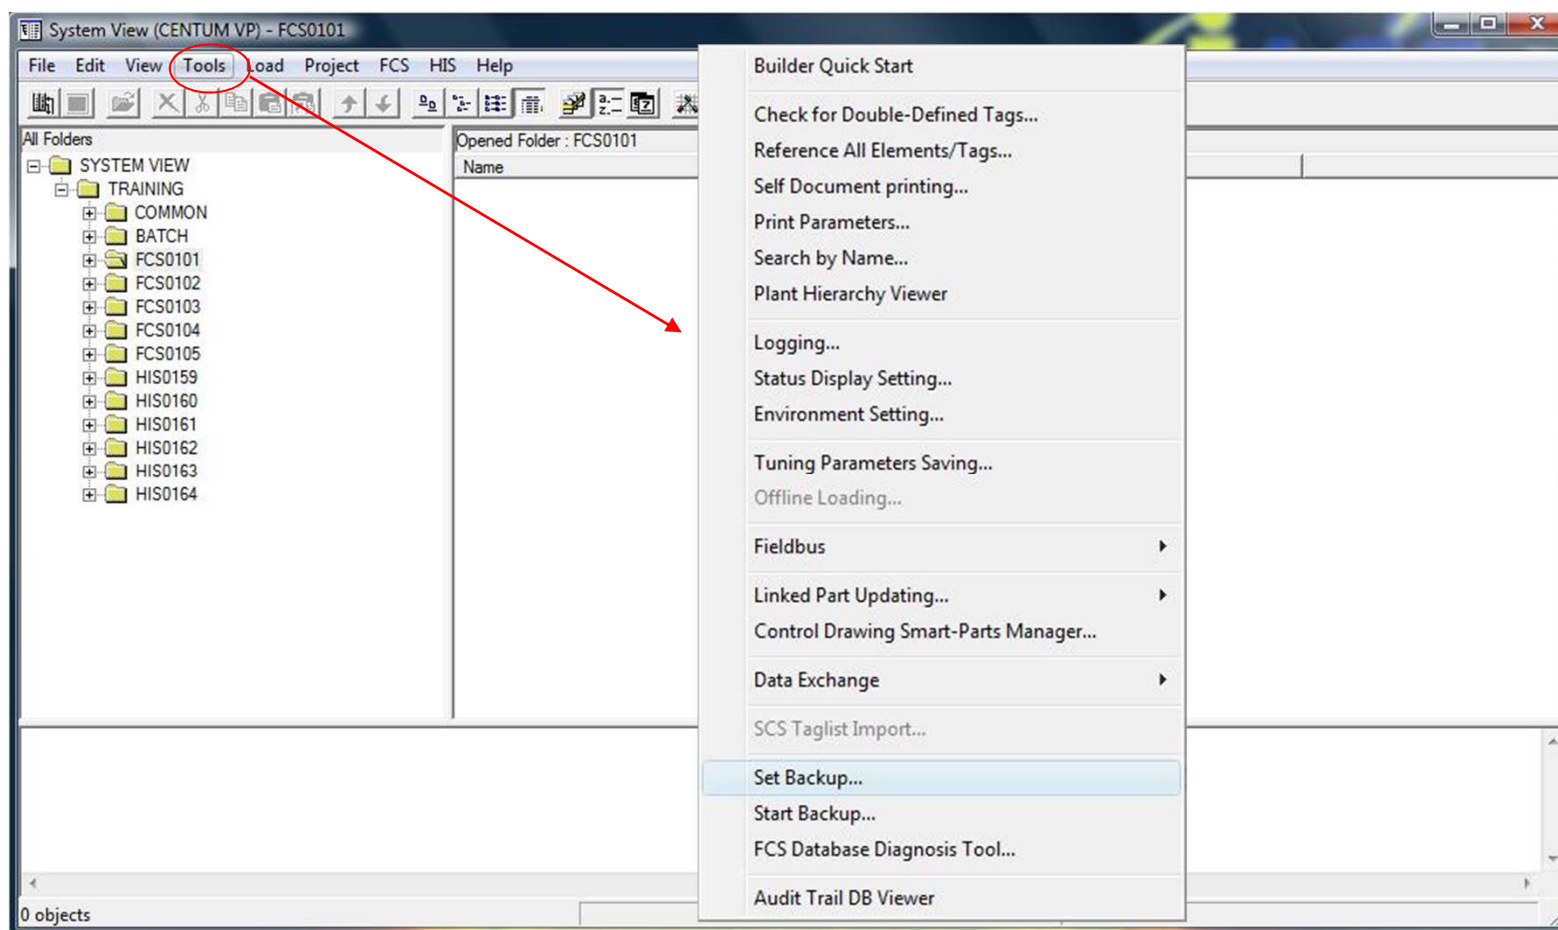 System View (CENTUM VP) - FCS0101
File Edit View Tools Load Project FCS HIS Help
All Folders
SYSTEM VIEW
TRAINING
COMMON
BATCH
FCS0101
FCS0102
FCS0103
FCS0104
FCS0105
HIS0159
HIS0160
HIS0161
HIS0162
HIS0163
HIS0164
Opened Folder : FCS0101
Name
Builder Quick Start
Check for Double-Defined Tags...
Reference All Elements/Tags...
Self Document printing...
Print Parameters...
Search by Name...
Plant Hierarchy Viewer
Logging...
Status Display Setting...
Environment Setting...
Tuning Parameters Saving...
Offline Loading...
Fieldbus
Linked Part Updating...
Control Drawing Smart-Parts Manager...
Data Exchange
SCS Taglist Import...
Set Backup...
Start Backup...
FCS Database Diagnosis Tool...
Audit Trail DB Viewer
0 objects